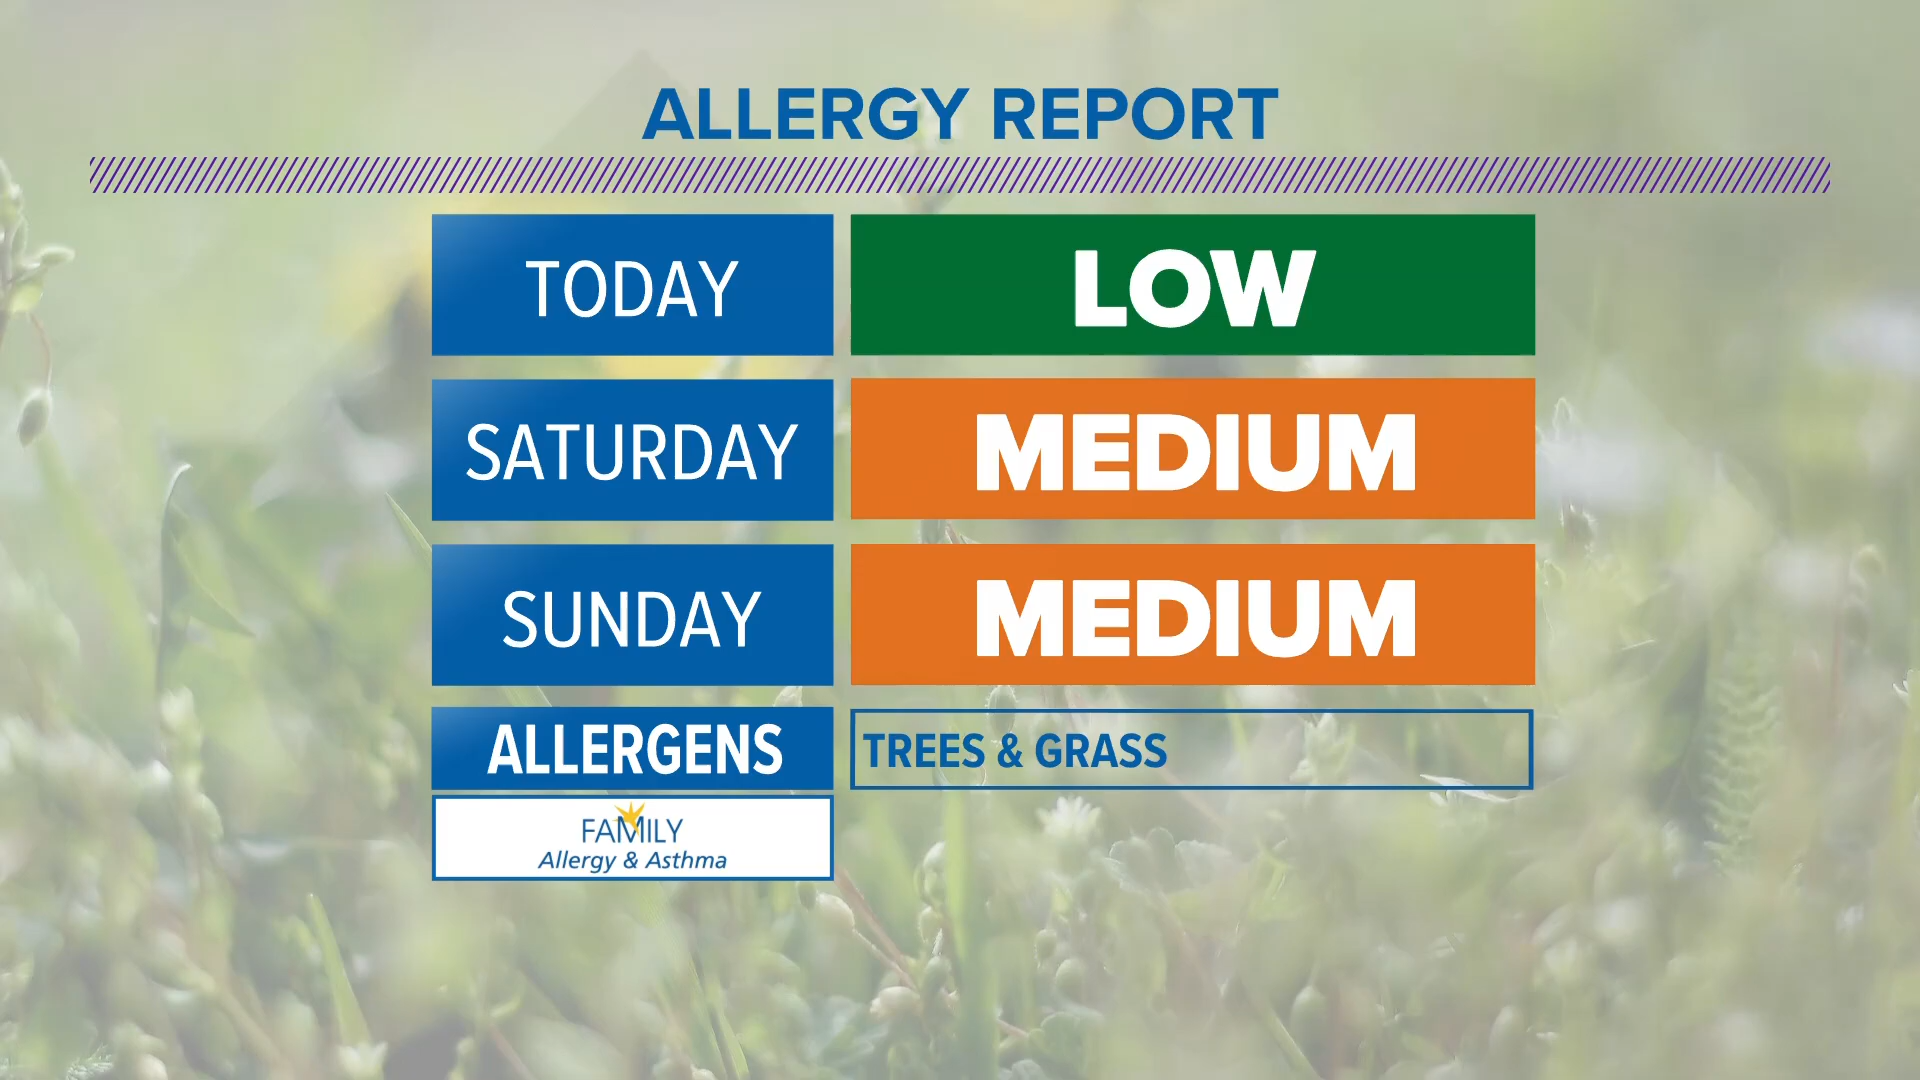 ALLERGY REPORT
TODAY LOW
SATURDAY MEDIUM
SUNDAY MEDIUM
ALLERGENS TREES & GRASS
FAMILY
Allergy & Asthma